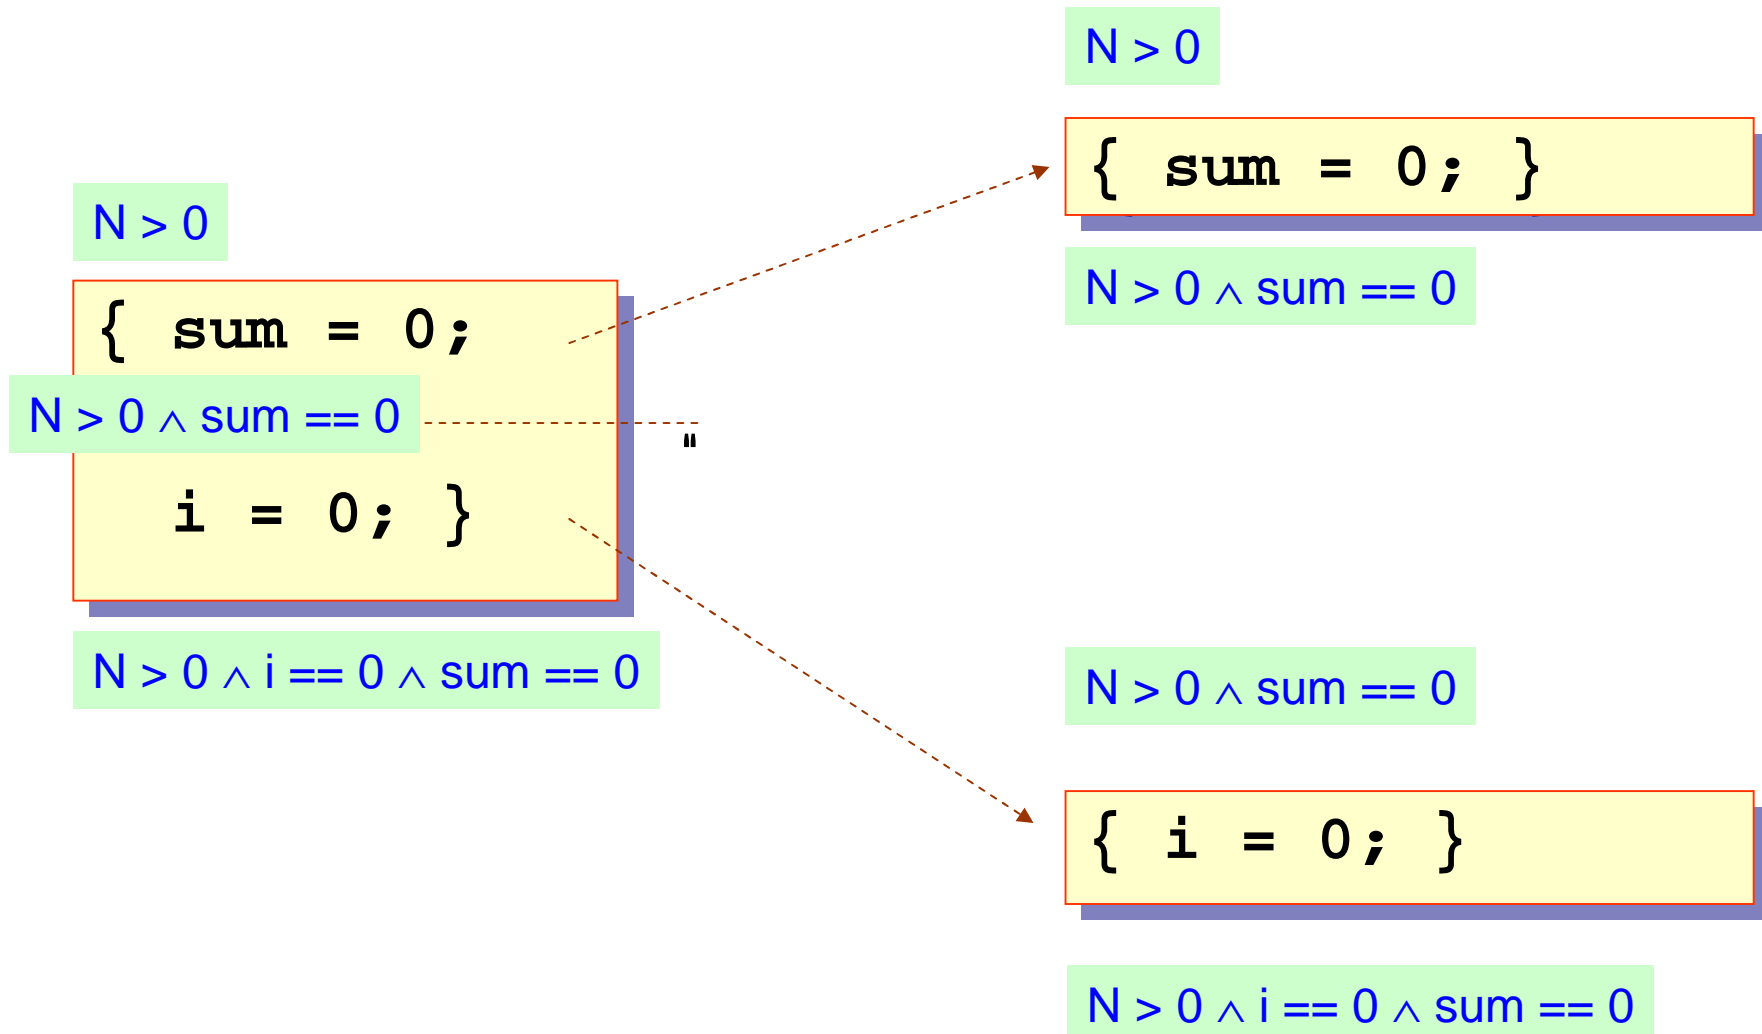 N > 0
{ sum = 0;
N > 0 ∧ sum == 0
"
i = 0; }
N > 0 ∧ i == 0 ∧ sum == 0
N > 0
{ sum = 0; }
N > 0 ∧ sum == 0
N > 0 ∧ sum == 0
{ i = 0; }
N > 0 ∧ i == 0 ∧ sum == 0